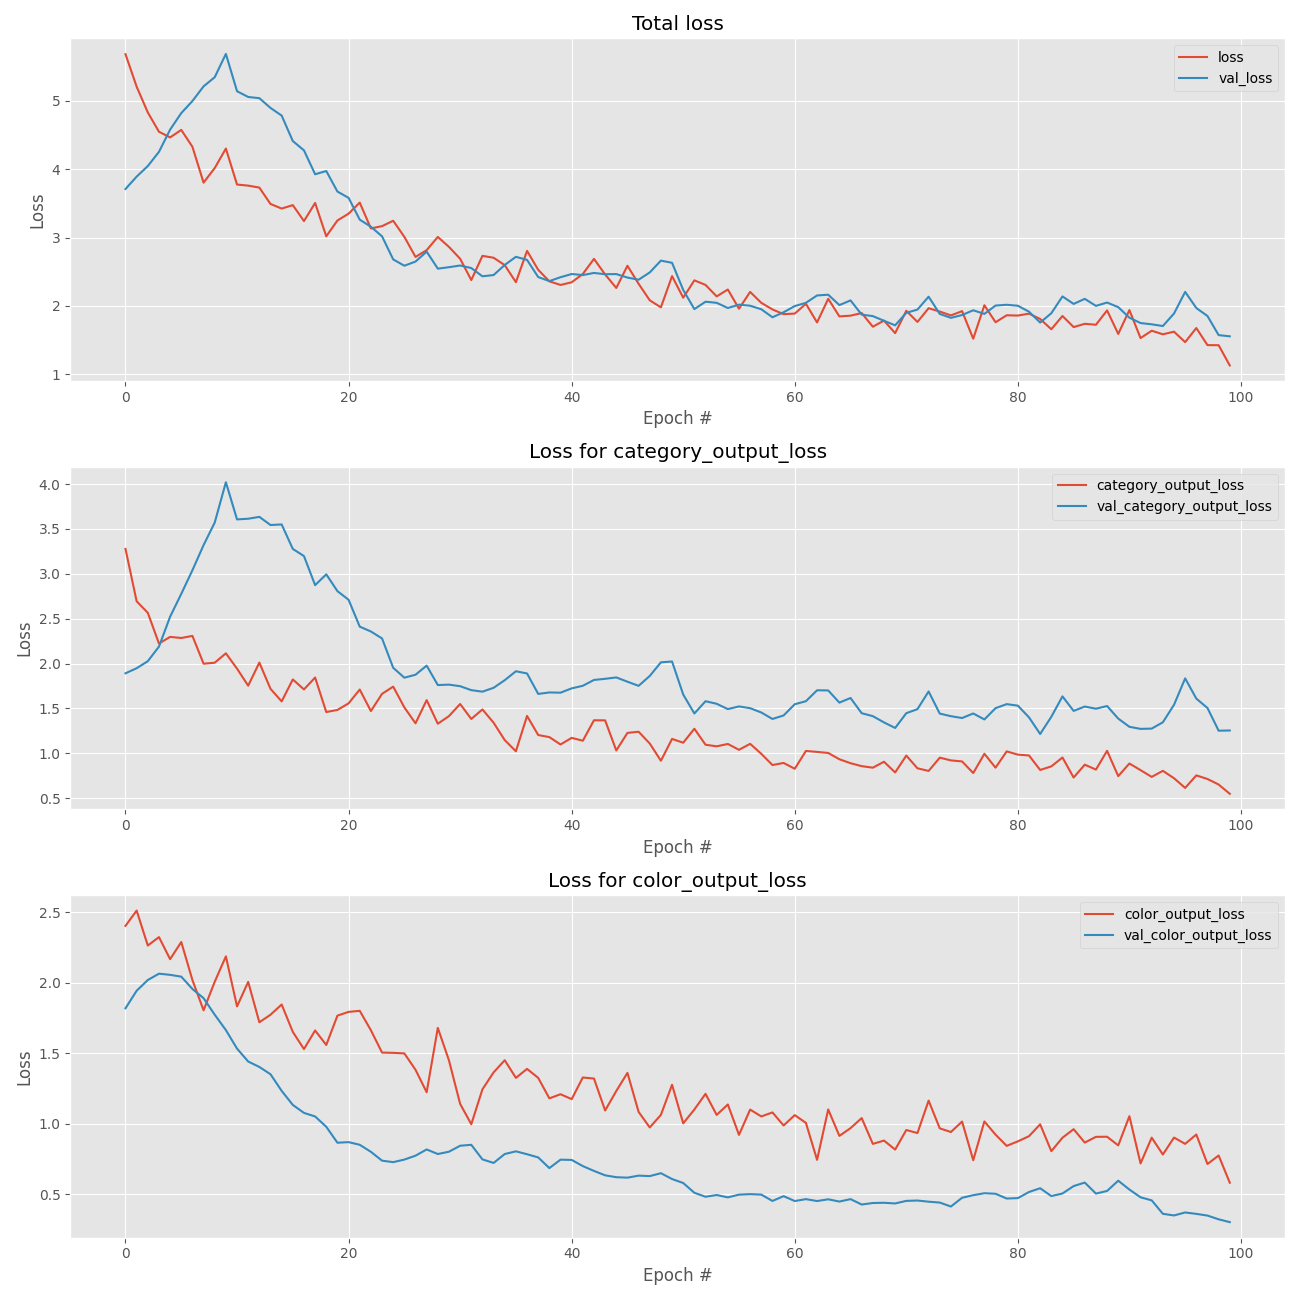 Total loss
loss
val_loss
5
4
3
2
1
Loss
0 20 40 60 80 100
Epoch #
Loss for category_output_loss
category_output_loss
val_category_output_loss
4.0
3.5
3.0
2.5
2.0
1.5
1.0
0.5
Loss
0 20 40 60 80 100
Epoch #
Loss for color_output_loss
color_output_loss
val_color_output_loss
2.5
2.0
1.5
1.0
0.5
Loss
0 20 40 60 80 100
Epoch #